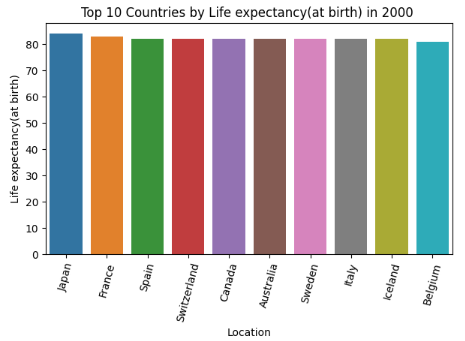 Top 10 Countries by Life expectancy(at birth) in 2000
Life expectancy(at birth)
80
70
60
50
40
30
20
10
0
Japan
France
Spain
Switzerland
Canada
Australia
Sweden
Italy
Iceland
Belgium
Location